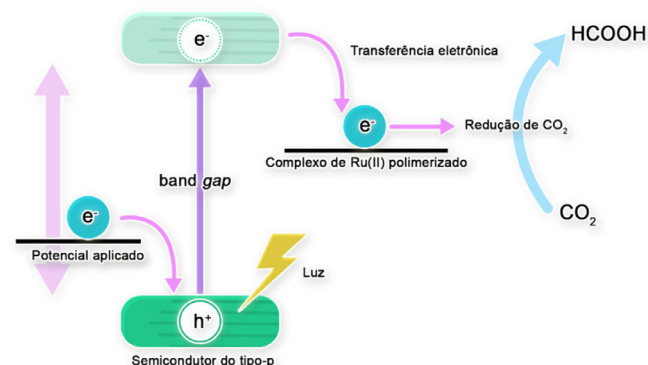 e⁻
HCOOH
Transferência eletrônica
e⁻
Redução de CO₂
Complexo de Ru(II) polimerizado
band gap
e⁻
CO₂
Potencial aplicado
Luz
h⁺
Semicondutor do tipo-p